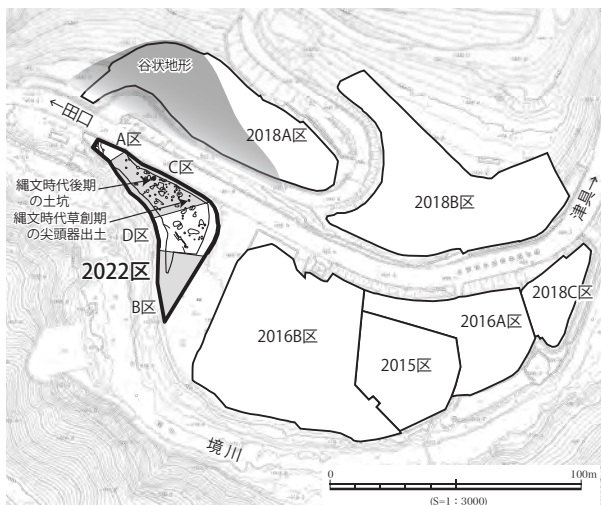 谷状地形
←田口
2018A区
A区
C区
縄文時代後期
の土坑
縄文時代草創期
の尖頭器出土
D区
2022区
B区
2018B区
津具→
2018C区
2016A区
2016B区
2015区
境川
0
100m
(S=1：3000)